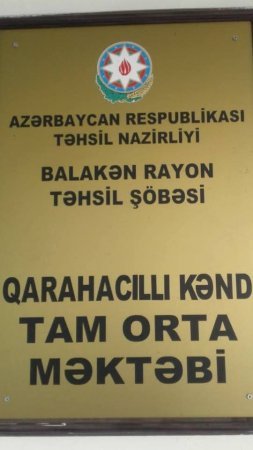 AZƏRBAYCAN RESPUBLİKASI
TƏHSİL NAZİRLİYİ
BALAKƏN RAYON
TƏHSİL ŞÖBƏSİ
QARAHACILLI KƏND
TAM ORTA
MƏKTƏBİ